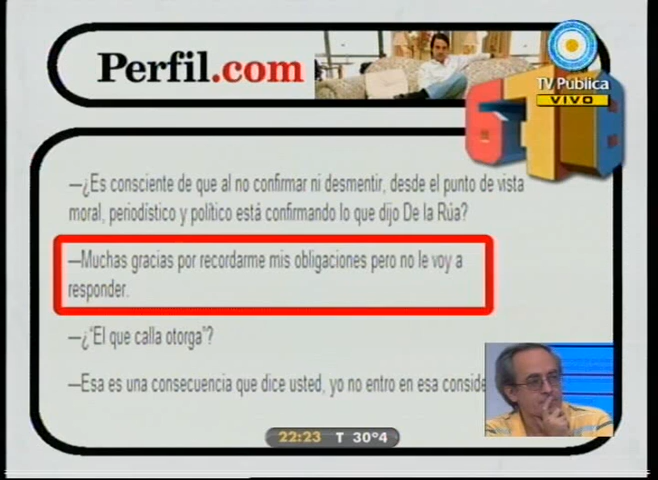 Perfil.com
TV Pública
VIVO
6TB
—¿Es consciente de que al no confirmar ni desmentir, desde el punto de vista
moral, periodístico y político está confirmando lo que dijo De la Rúa?
—Muchas gracias por recordarme mis obligaciones pero no le voy a
responder.
—¿“El que calla otorga”?
—Esa es una consecuencia que dice usted, yo no entro en esa conside
22:23 T 30°4